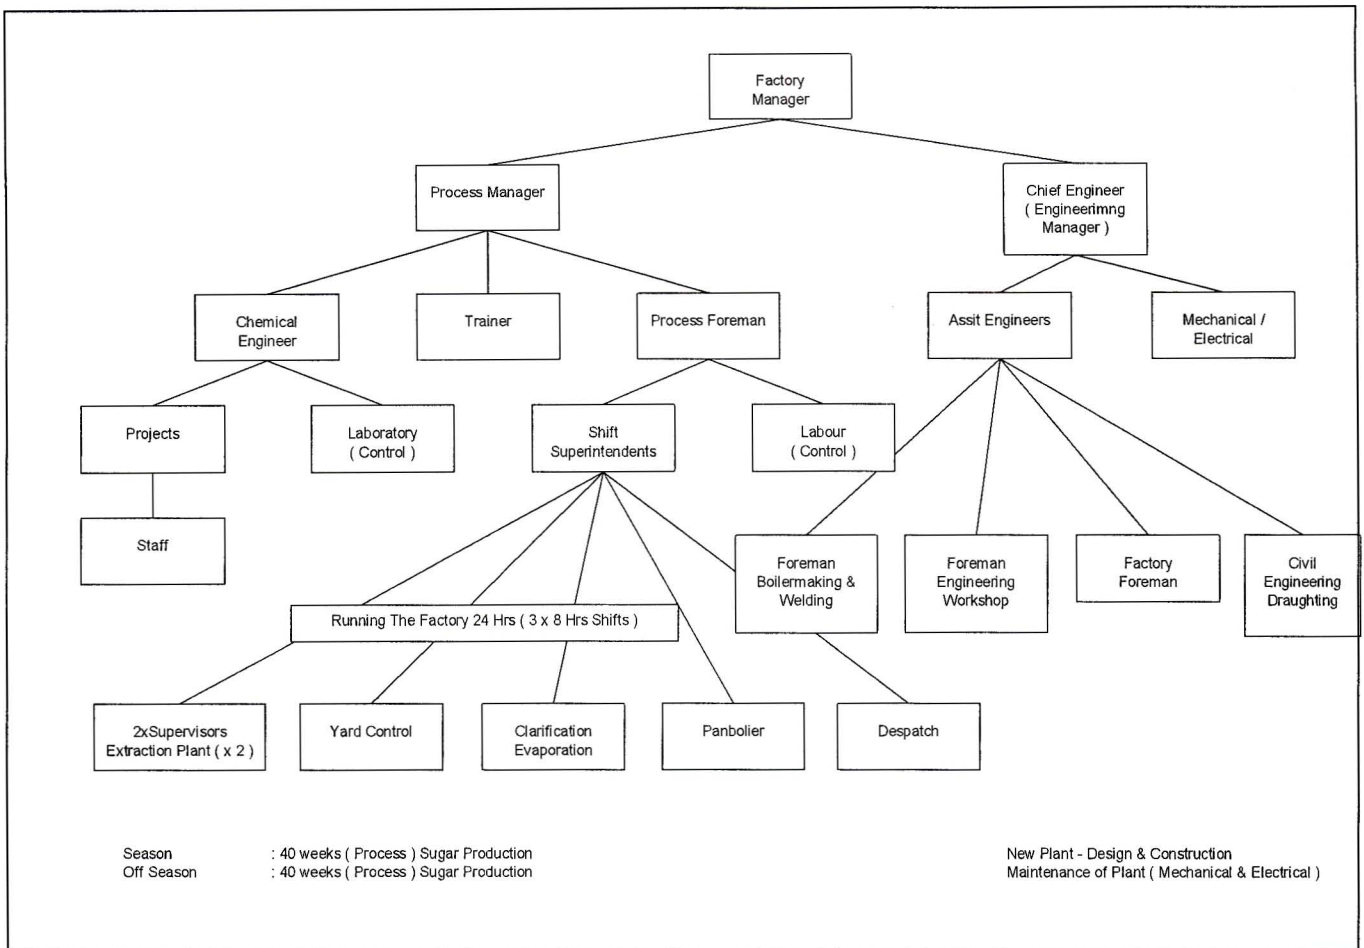 Factory
Manager
Process Manager
Chief Engineer
( Engineerimng
Manager )
Chemical
Engineer
Trainer
Process Foreman
Assit Engineers
Mechanical /
Electrical
Projects
Laboratory
( Control )
Shift
Superintendents
Labour
( Control )
Staff
Foreman
Boilermaking &
Welding
Foreman
Engineering
Workshop
Factory
Foreman
Civil
Engineering
Draughting
Running The Factory 24 Hrs ( 3 x 8 Hrs Shifts )
2xSupervisors
Extraction Plant ( x 2 )
Yard Control
Clarification
Evaporation
Panbolier
Despatch
Season : 40 weeks ( Process ) Sugar Production
Off Season : 40 weeks ( Process ) Sugar Production
New Plant - Design & Construction
Maintenance of Plant ( Mechanical & Electrical )